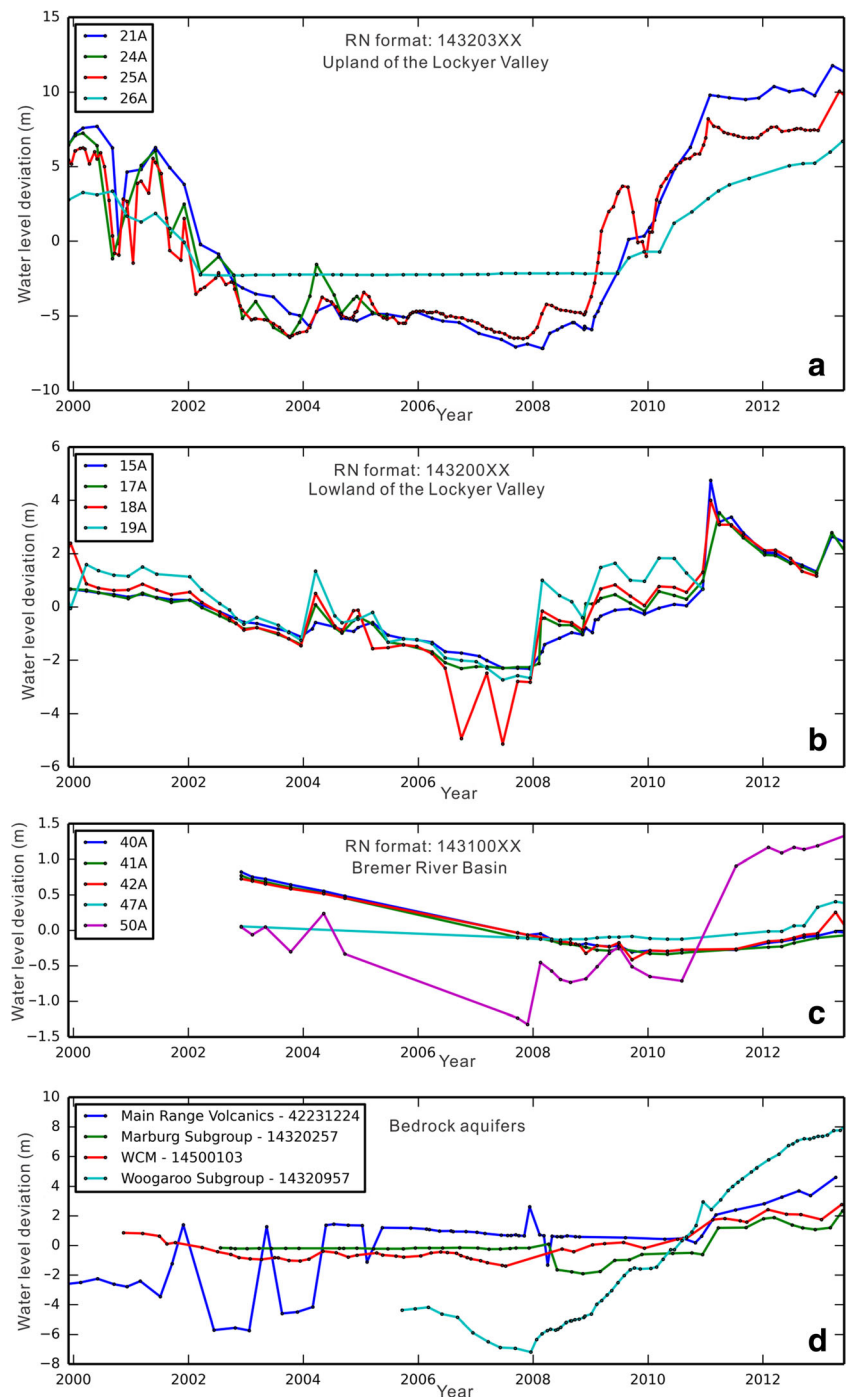 15
10
5
0
−5
−10
Water level deviation (m)
21A
24A
25A
26A
RN format: 143203XX
Upland of the Lockyer Valley
a
2000 2002 2004 2006 2008 2010 2012
Year
6
4
2
0
−2
−4
−6
Water level deviation (m)
15A
17A
18A
19A
RN format: 143200XX
Lowland of the Lockyer Valley
b
2000 2002 2004 2006 2008 2010 2012
Year
1.5
1.0
0.5
0.0
−0.5
−1.0
−1.5
Water level deviation (m)
40A
41A
42A
47A
50A
RN format: 143100XX
Bremer River Basin
c
2000 2002 2004 2006 2008 2010 2012
Year
10
8
6
4
2
0
−2
−4
−6
−8
Water level deviation (m)
Main Range Volcanics - 42231224
Marburg Subgroup - 14320257
WCM - 14500103
Woogaroo Subgroup - 14320957
Bedrock aquifers
d
2000 2002 2004 2006 2008 2010 2012
Year